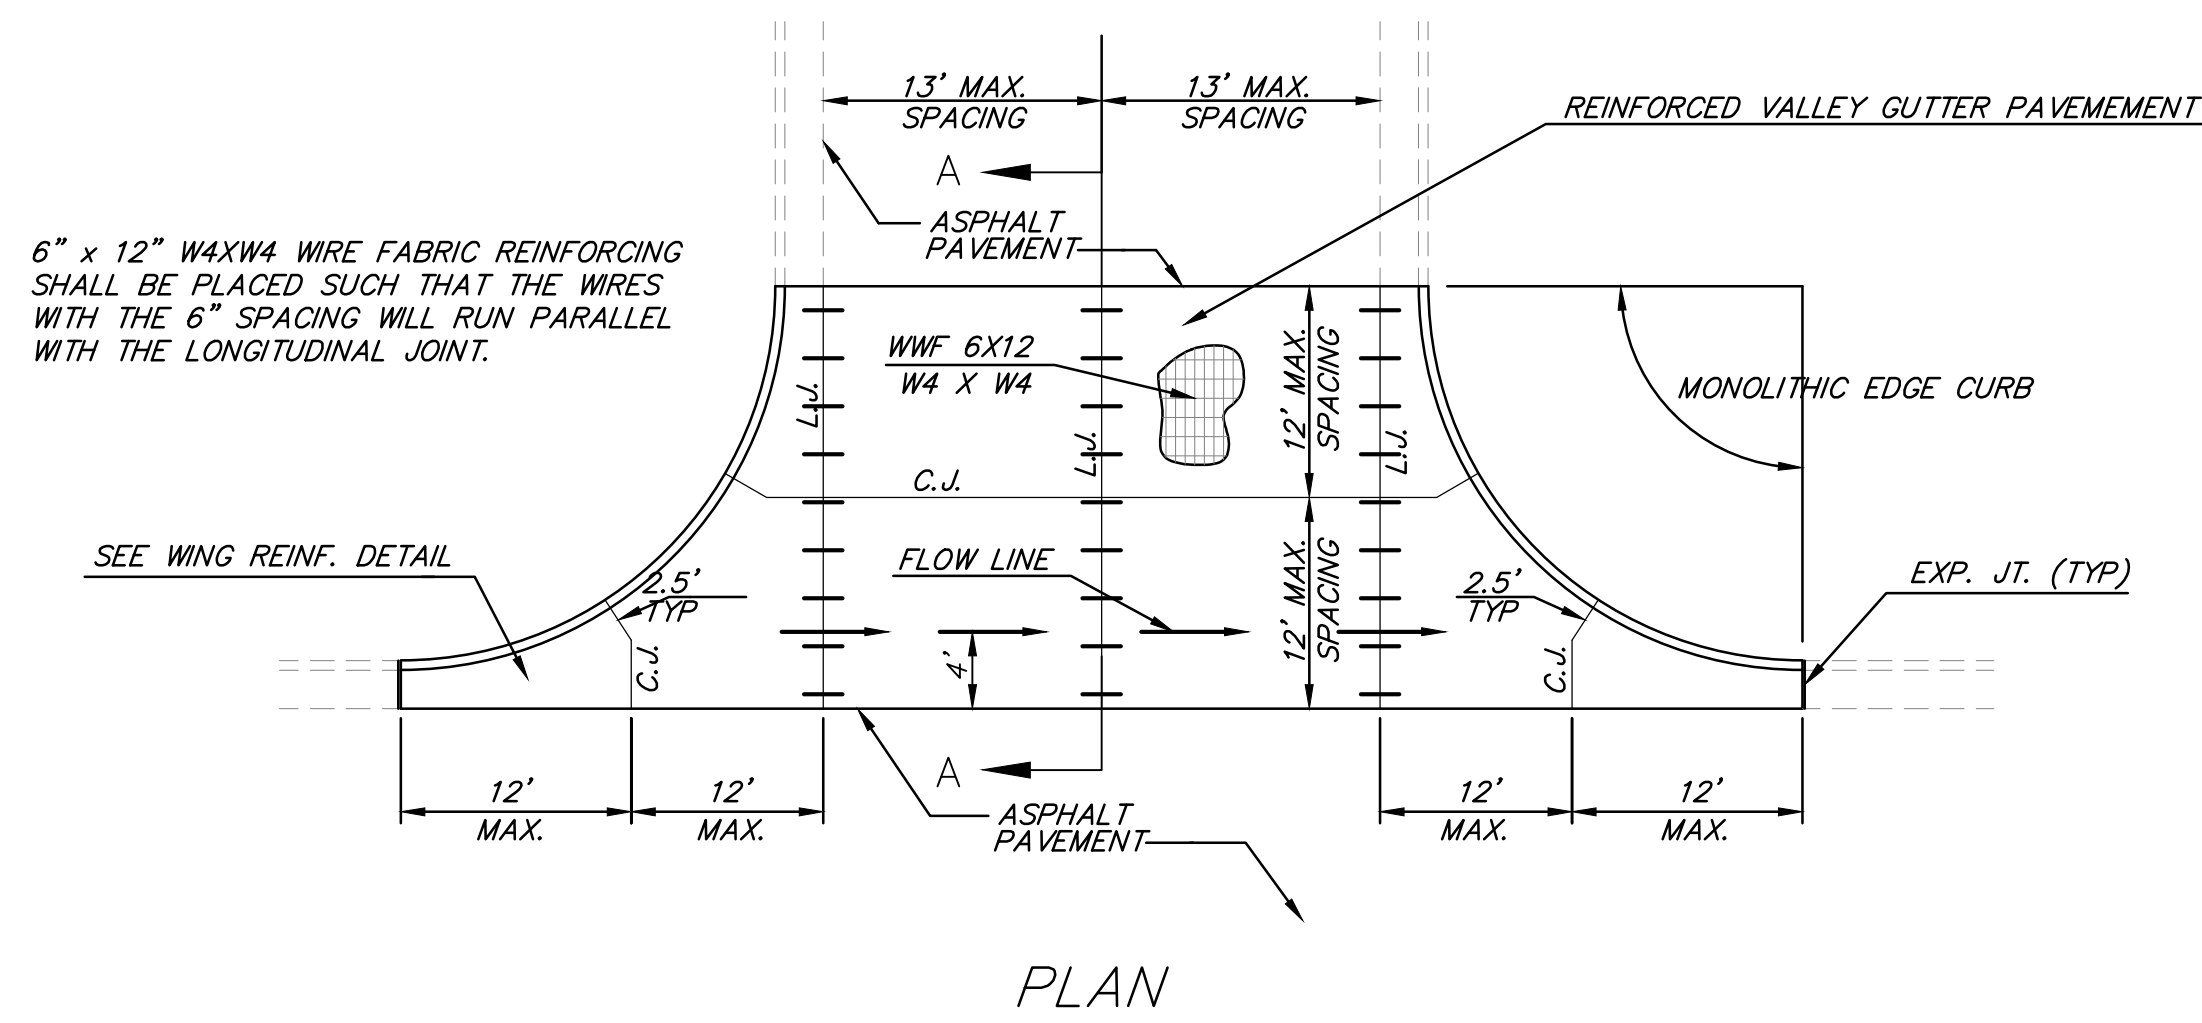 13' MAX.
SPACING
13' MAX.
SPACING
REINFORCED VALLEY GUTTER PAVEMEMENT
A
ASPHALT
PAVEMENT
6" x 12" W4XW4 WIRE FABRIC REINFORCING
SHALL BE PLACED SUCH THAT THE WIRES
WITH THE 6" SPACING WILL RUN PARALLEL
WITH THE LONGITUDINAL JOINT.
WWF 6X12
W4 X W4
12' MAX.
SPACING
MONOLITHIC EDGE CURB
L.J.
L.J.
L.J.
C.J.
SEE WING REINF. DETAIL
2.5'
TYP
FLOW LINE
12' MAX.
SPACING
2.5'
TYP
EXP. JT. (TYP)
C.J.
4'
C.J.
A
12'
MAX.
12'
MAX.
ASPHALT
PAVEMENT
12'
MAX.
12'
MAX.
PLAN